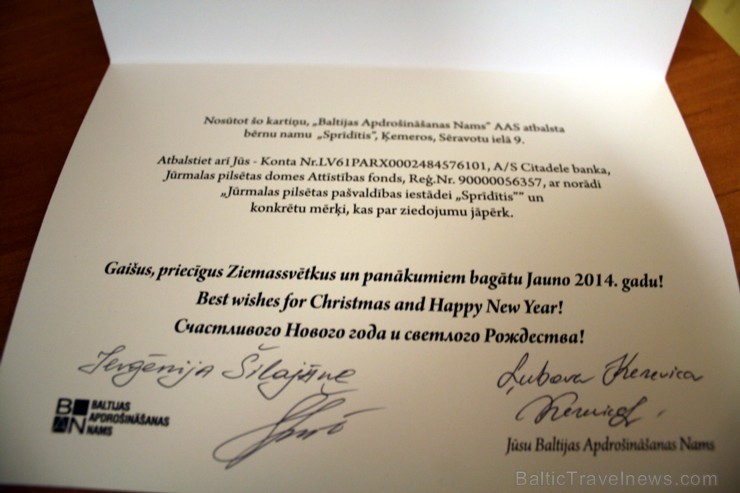 Nosūtot šo kartiņu, „Baltijas Apdrošināšanas Nams” AAS atbalsta
bērnu namu „Sprīdītis”, Ķemeros, Sēravotu ielā 9.
Atbalstiet arī Jūs - Konta Nr.LV61PARX0002484576101, A/S Citadele banka,
Jūrmalas pilsētas domes Attīstības fonds, Reģ.Nr. 90000056357, ar norādi
„Jūrmalas pilsētas pašvaldības iestādei „Sprīdītis”” un
konkrētu mērķi, kas par ziedojumu jāpērk.
Gaišus, priecīgus Ziemassvētkus un panākumiem bagātu Jauno 2014. gadu!
Best wishes for Christmas and Happy New Year!
Счастливого Нового года и светлого Рождества!
Jevgēnija Šiļajāne
Ļubova Kerevica
BAN
BALTIJAS
APDROŠINĀŠANAS
NAMS
Jūsu Baltijas Apdrošināšanas Nams
BalticTravelnews.com